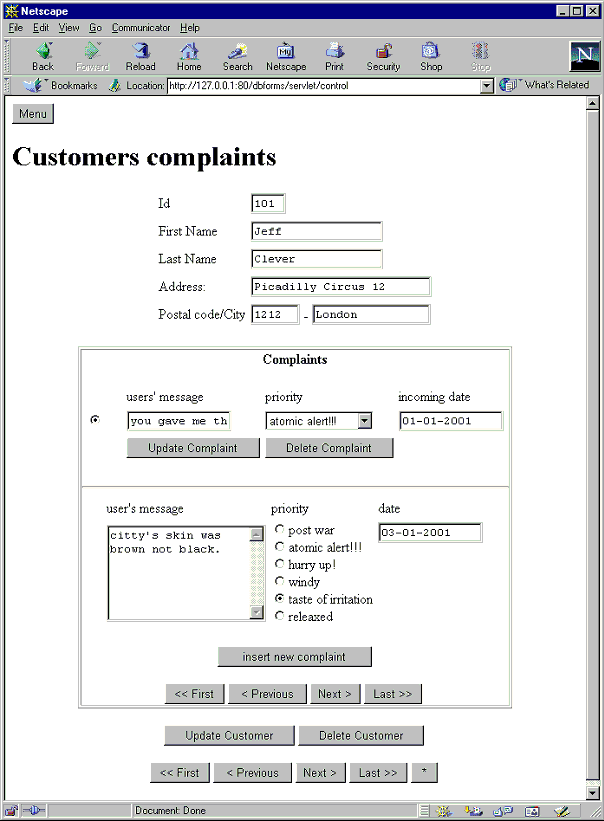 Netscape
File Edit View Go Communicator Help
Back Forward Reload Home Search Netscape Print Security Shop Stop
My
N
Bookmarks Location: http://127.0.0.1:80/dbforms/servlet/control What's Related
Menu
Customers complaints
Id 101
First Name Jeff
Last Name Clever
Address: Picadilly Circus 12
Postal code/City 1212 - London
Complaints
users' message priority incoming date
you gave me th atomic alert!!! 01-01-2001
Update Complaint Delete Complaint
user's message priority date
citty's skin was
brown not black.
03-01-2001
post war
atomic alert!!!
hurry up!
windy
taste of irritation
releaxed
insert new complaint
<< First < Previous Next > Last >>
Update Customer Delete Customer
<< First < Previous Next > Last >> *
Document: Done